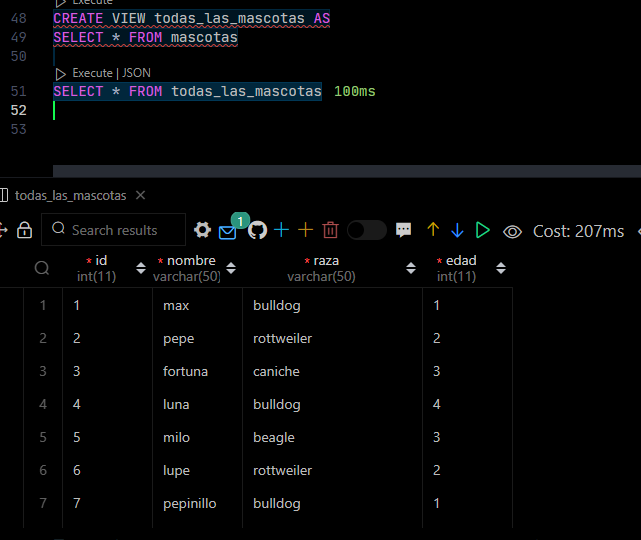 Execute
48 CREATE VIEW todas_las_mascotas AS
49 SELECT * FROM mascotas
50
Execute | JSON
51 SELECT * FROM todas_las_mascotas 100ms
52
53
todas_las_mascotas
Search results 1 Cost: 207ms
* id * nombre * raza * edad
int(11) varchar(50) varchar(50) int(11)
1 1 max bulldog 1
2 2 pepe rottweiler 2
3 3 fortuna caniche 3
4 4 luna bulldog 4
5 5 milo beagle 3
6 6 lupe rottweiler 2
7 7 pepinillo bulldog 1